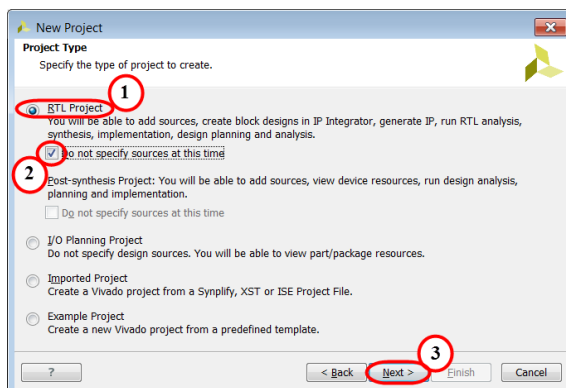 New Project
Project Type
Specify the type of project to create.
1
RTL Project
You will be able to add sources, create block designs in IP Integrator, generate IP, run RTL analysis,
synthesis, implementation, design planning and analysis.
Do not specify sources at this time
2
Post-synthesis Project: You will be able to add sources, view device resources, run design analysis,
planning and implementation.
Do not specify sources at this time
I/O Planning Project
Do not specify design sources. You will be able to view part/package resources.
Imported Project
Create a Vivado project from a Synplify, XST or ISE Project File.
Example Project
Create a new Vivado project from a predefined template.
3
? < Back Next > Finish Cancel